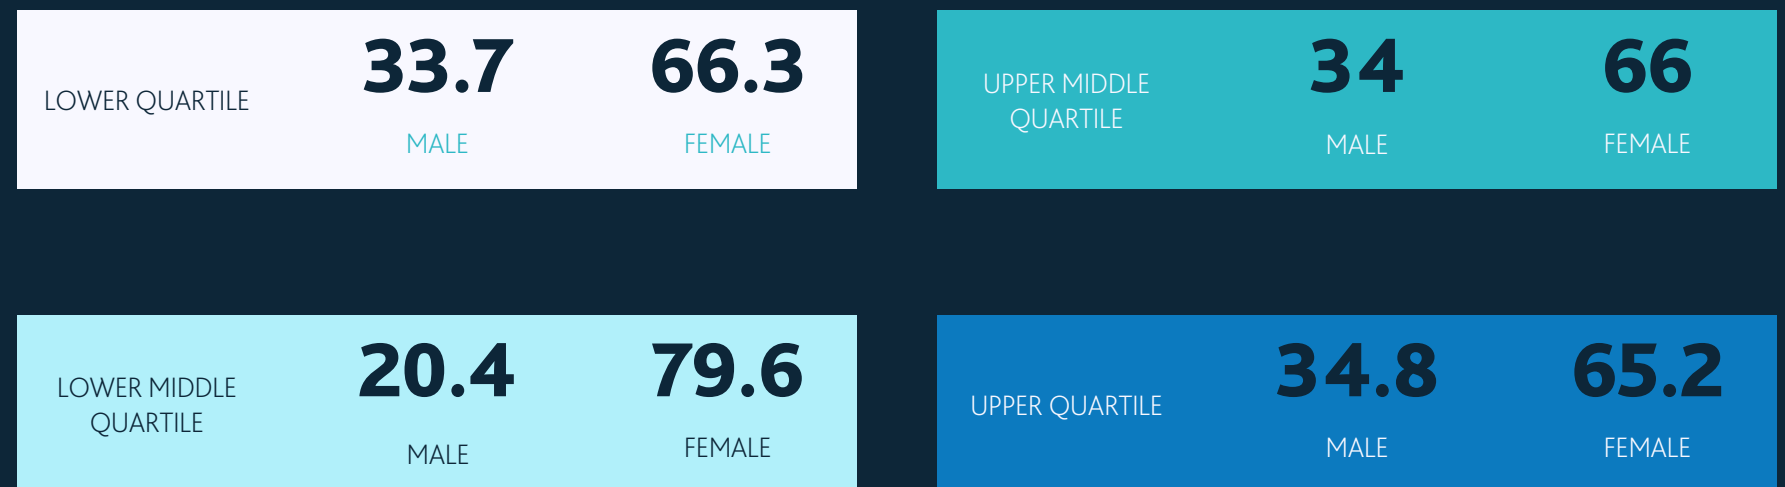 LOWER QUARTILE
33.7
MALE
66.3
FEMALE
UPPER MIDDLE
QUARTILE
34
MALE
66
FEMALE
LOWER MIDDLE
QUARTILE
20.4
MALE
79.6
FEMALE
UPPER QUARTILE
34.8
MALE
65.2
FEMALE